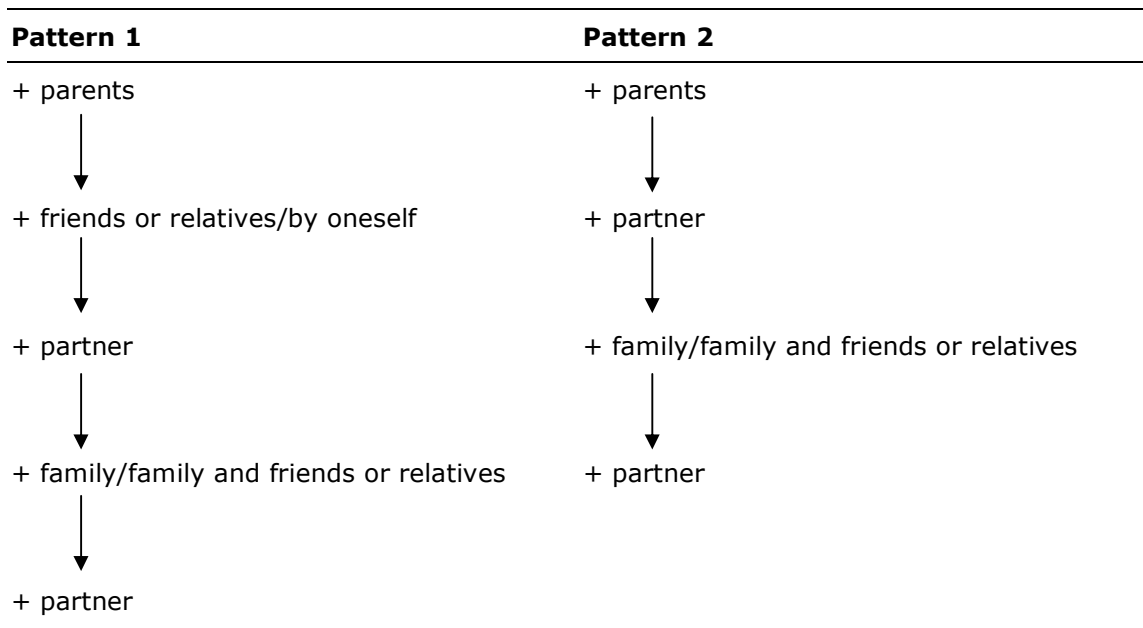 Pattern 1 Pattern 2
+ parents + parents
+ friends or relatives/by oneself + partner
+ partner + family/family and friends or relatives
+ family/family and friends or relatives + partner
+ partner